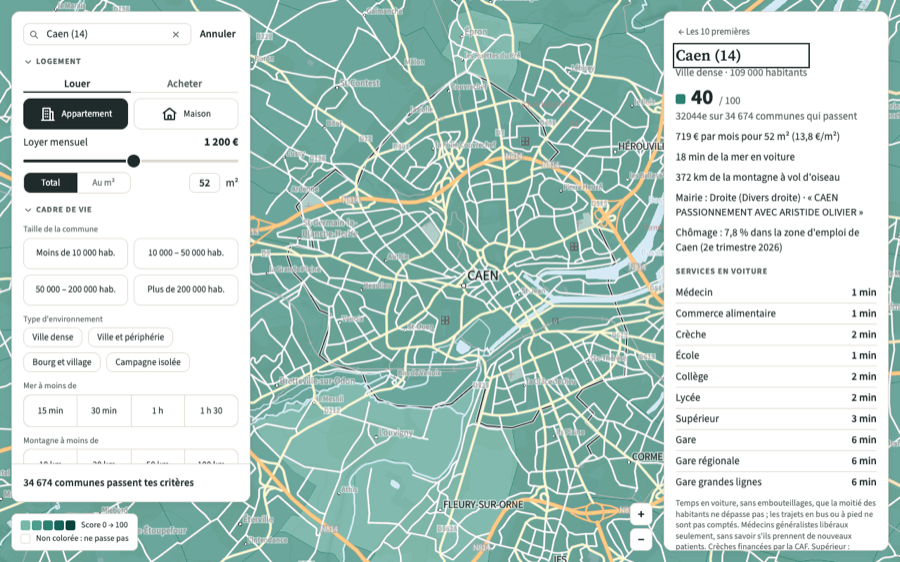 Caen (14)
Annuler
LOGEMENT
Louer
Acheter
Appartement
Maison
Loyer mensuel
1 200 €
Total
Au m²
52
m²
CADRE DE VIE
Taille de la commune
Moins de 10 000 hab.
10 000 – 50 000 hab.
50 000 – 200 000 hab.
Plus de 200 000 hab.
Type d'environnement
Ville dense
Ville et périphérie
Bourg et village
Campagne isolée
Mer à moins de
15 min
30 min
1 h
1 h 30
Montagne à moins de
34 674 communes passent tes critères
Score 0 → 100
Non colorée : ne passe pas
Epron
St-Contest
CAEN
Louvigny
FLEURY-SUR-ORNE
N814
+
−
← Les 10 premières
Caen (14)
Ville dense · 109 000 habitants
40 / 100
32044e sur 34 674 communes qui passent
719 € par mois pour 52 m² (13,8 €/m²)
18 min de la mer en voiture
372 km de la montagne à vol d'oiseau
Mairie : Droite (Divers droite) · « CAEN
PASSIONNEMENT AVEC ARISTIDE OLIVIER »
Chômage : 7,8 % dans la zone d'emploi de
Caen (2e trimestre 2026)
SERVICES EN VOITURE
Médecin 1 min
Commerce alimentaire 1 min
Crèche 2 min
École 1 min
Collège 2 min
Lycée 2 min
Supérieur 3 min
Gare 6 min
Gare régionale 6 min
Gare grandes lignes 6 min
Temps en voiture, sans embouteillages, que la moitié des
habitants ne dépasse pas ; les trajets en bus ou à pied ne
sont pas comptés. Médecins généralistes libéraux
seulement, sans savoir s'ils prennent de nouveaux
patients. Crèches financées par la CAF. Supérieur :